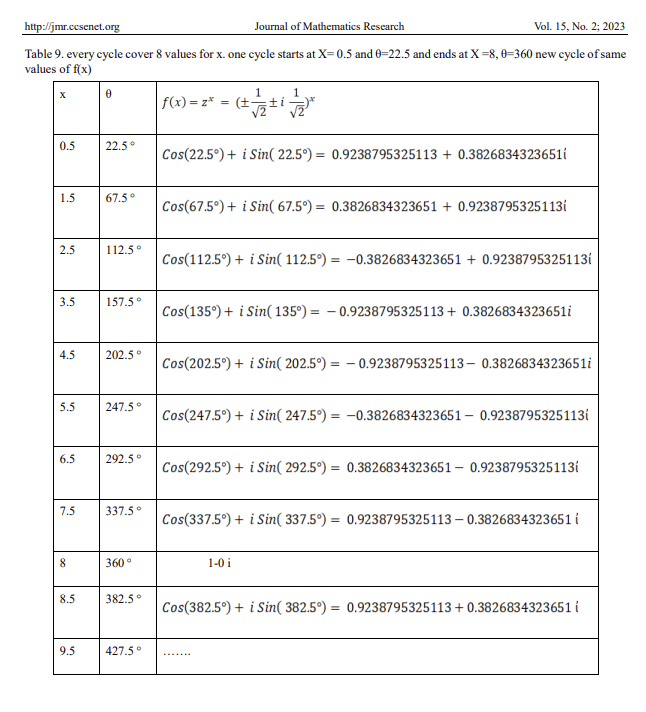 http://jmr.ccsenet.org Journal of Mathematics Research Vol. 15, No. 2; 2023
Table 9. every cycle cover 8 values for x. one cycle starts at X= 0.5 and θ=22.5 and ends at X =8, θ=360 new cycle of same
values of f(x)
x θ f(x) = zˣ = (±1/√2 ± i 1/√2)ˣ
0.5 22.5 ° Cos(22.5°) + i Sin( 22.5°) = 0.9238795325113 + 0.3826834323651i
1.5 67.5 ° Cos(67.5°) + i Sin( 67.5°) = 0.3826834323651 + 0.9238795325113i
2.5 112.5 ° Cos(112.5°) + i Sin( 112.5°) = −0.3826834323651 + 0.9238795325113i
3.5 157.5 ° Cos(135°) + i Sin( 135°) = − 0.9238795325113 + 0.3826834323651i
4.5 202.5 ° Cos(202.5°) + i Sin( 202.5°) = − 0.9238795325113 − 0.3826834323651i
5.5 247.5 ° Cos(247.5°) + i Sin( 247.5°) = −0.3826834323651 − 0.9238795325113i
6.5 292.5 ° Cos(292.5°) + i Sin( 292.5°) = 0.3826834323651 − 0.9238795325113i
7.5 337.5 ° Cos(337.5°) + i Sin( 337.5°) = 0.9238795325113 − 0.3826834323651 i
8 360 ° 1-0 i
8.5 382.5 ° Cos(382.5°) + i Sin( 382.5°) = 0.9238795325113 + 0.3826834323651 i
9.5 427.5 ° …….